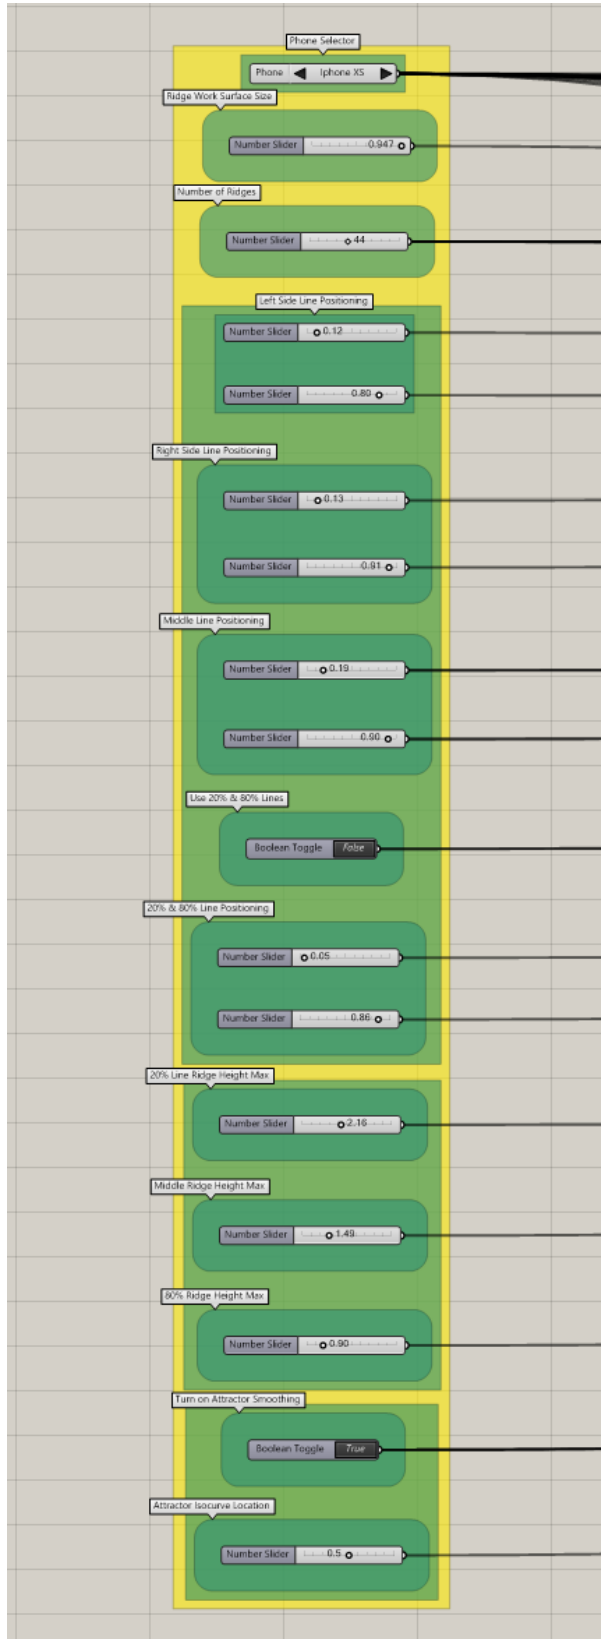 Phone Selector
Phone Iphone XS
Ridge Work Surface Size
Number Slider 0.947
Number of Ridges
Number Slider 44
Left Side Line Positioning
Number Slider 0.12
Number Slider 0.80
Right Side Line Positioning
Number Slider 0.13
Number Slider 0.91
Middle Line Positioning
Number Slider 0.19
Number Slider 0.90
Use 20% & 80% Lines
Boolean Toggle False
20% & 80% Line Positioning
Number Slider 0.05
Number Slider 0.86
20% Line Ridge Height Max
Number Slider 2.16
Middle Ridge Height Max
Number Slider 1.49
80% Ridge Height Max
Number Slider 0.90
Turn on Attractor Smoothing
Boolean Toggle True
Attractor Isocurve Location
Number Slider 0.5